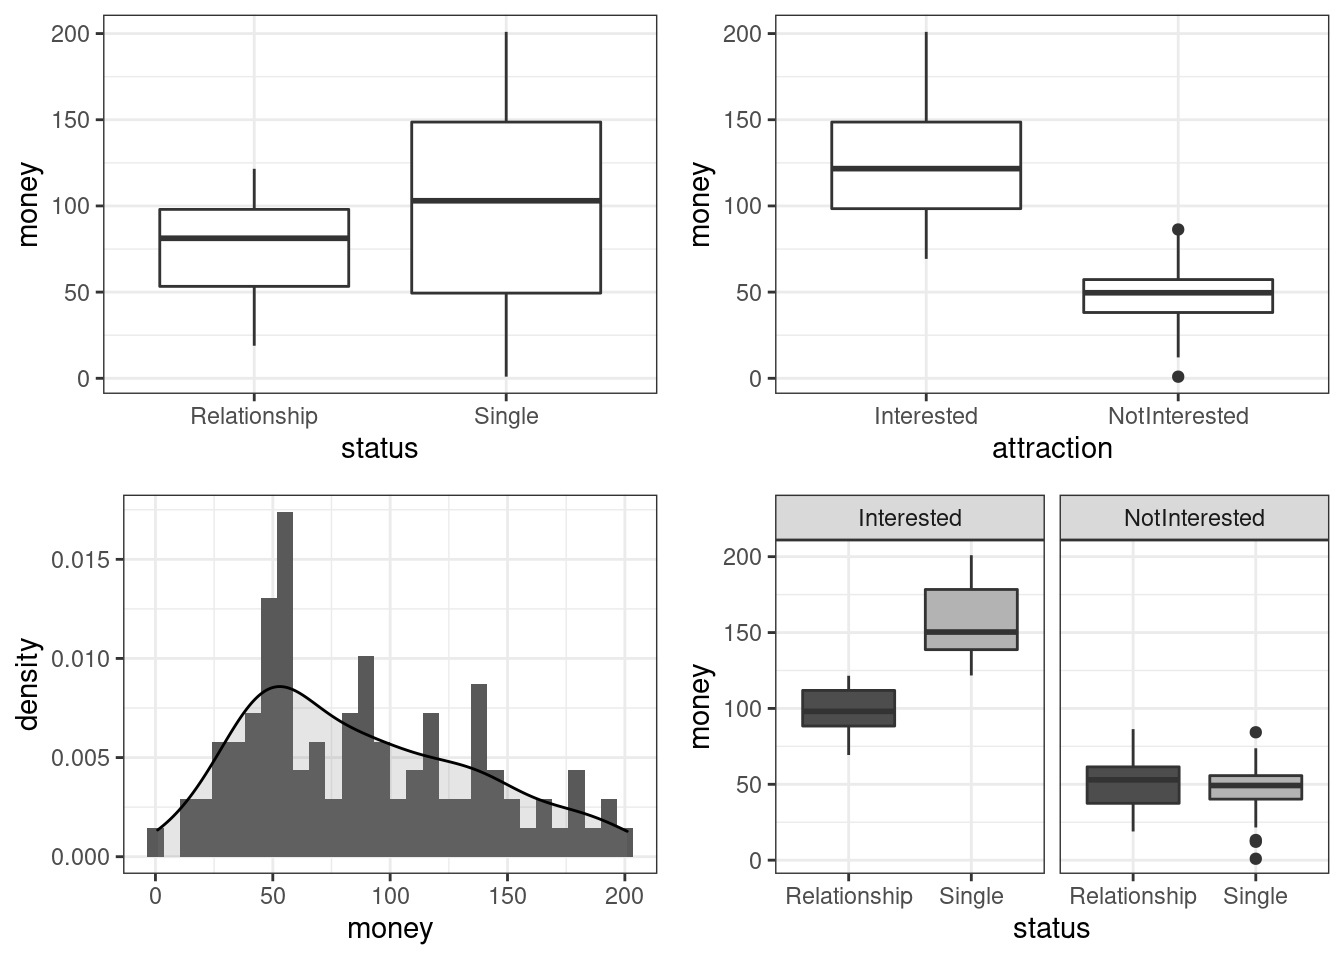 money
200
150
100
50
0
Relationship Single
status
money
200
150
100
50
0
Interested NotInterested
attraction
density
0.015
0.010
0.005
0.000
0 50 100 150 200
money
Interested NotInterested
money
200
150
100
50
0
Relationship Single Relationship Single
status